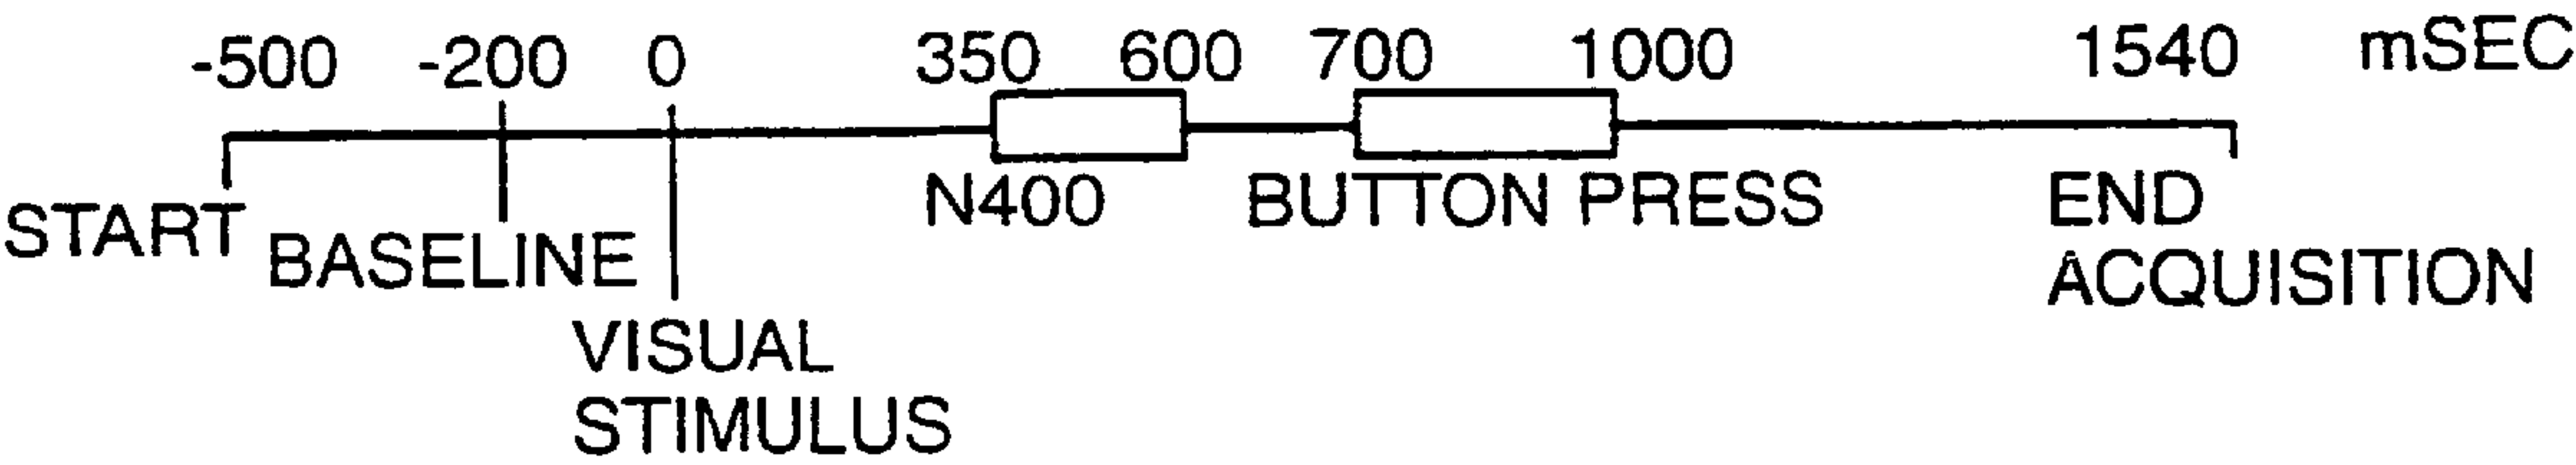 -500 -200 0 350 600 700 1000 1540 mSEC
START BASELINE N400 BUTTON PRESS END
ACQUISITION
VISUAL
STIMULUS